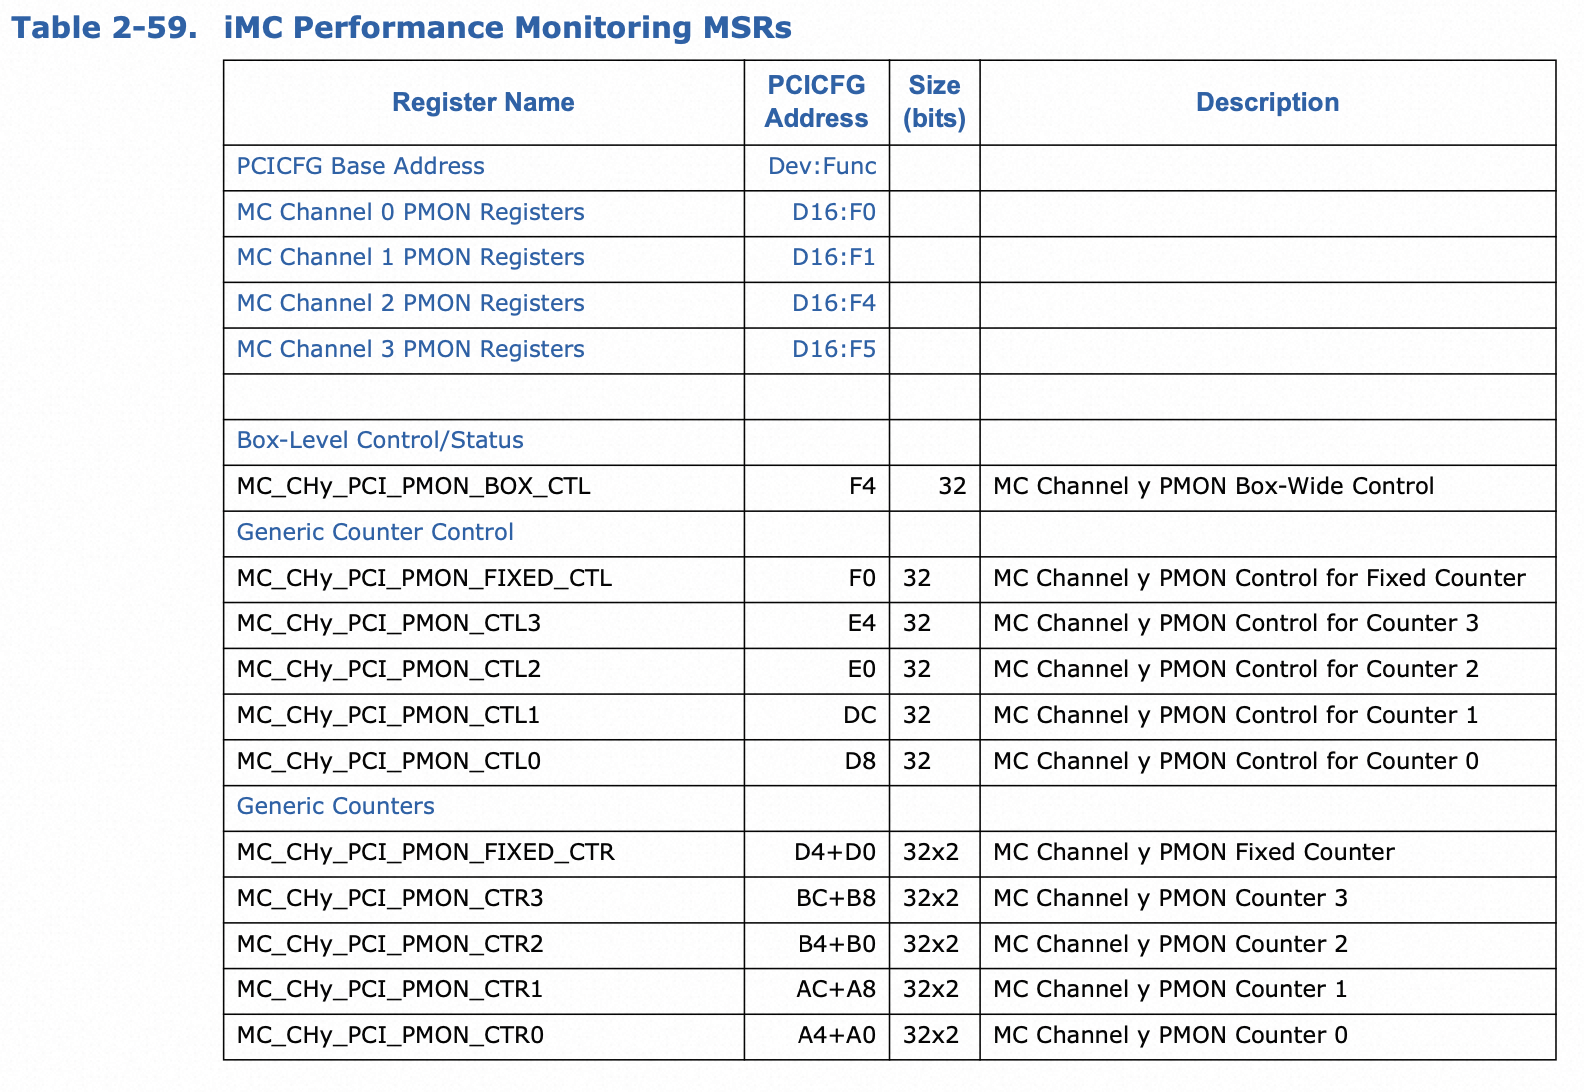 Table 2-59. iMC Performance Monitoring MSRs
Register Name PCICFG Address Size (bits) Description
PCICFG Base Address Dev:Func
MC Channel 0 PMON Registers D16:F0
MC Channel 1 PMON Registers D16:F1
MC Channel 2 PMON Registers D16:F4
MC Channel 3 PMON Registers D16:F5
Box-Level Control/Status
MC_CHy_PCI_PMON_BOX_CTL F4 32 MC Channel y PMON Box-Wide Control
Generic Counter Control
MC_CHy_PCI_PMON_FIXED_CTL F0 32 MC Channel y PMON Control for Fixed Counter
MC_CHy_PCI_PMON_CTL3 E4 32 MC Channel y PMON Control for Counter 3
MC_CHy_PCI_PMON_CTL2 E0 32 MC Channel y PMON Control for Counter 2
MC_CHy_PCI_PMON_CTL1 DC 32 MC Channel y PMON Control for Counter 1
MC_CHy_PCI_PMON_CTL0 D8 32 MC Channel y PMON Control for Counter 0
Generic Counters
MC_CHy_PCI_PMON_FIXED_CTR D4+D0 32x2 MC Channel y PMON Fixed Counter
MC_CHy_PCI_PMON_CTR3 BC+B8 32x2 MC Channel y PMON Counter 3
MC_CHy_PCI_PMON_CTR2 B4+B0 32x2 MC Channel y PMON Counter 2
MC_CHy_PCI_PMON_CTR1 AC+A8 32x2 MC Channel y PMON Counter 1
MC_CHy_PCI_PMON_CTR0 A4+A0 32x2 MC Channel y PMON Counter 0